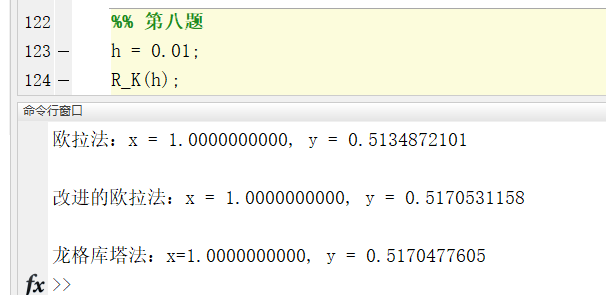 122 %% 第八题
123 — h = 0.01;
124 — R_K(h);
命令行窗口
欧拉法：x = 1.0000000000, y = 0.5134872101
改进的欧拉法：x = 1.0000000000, y = 0.5170531158
龙格库塔法：x=1.0000000000, y = 0.5170477605
fx >>